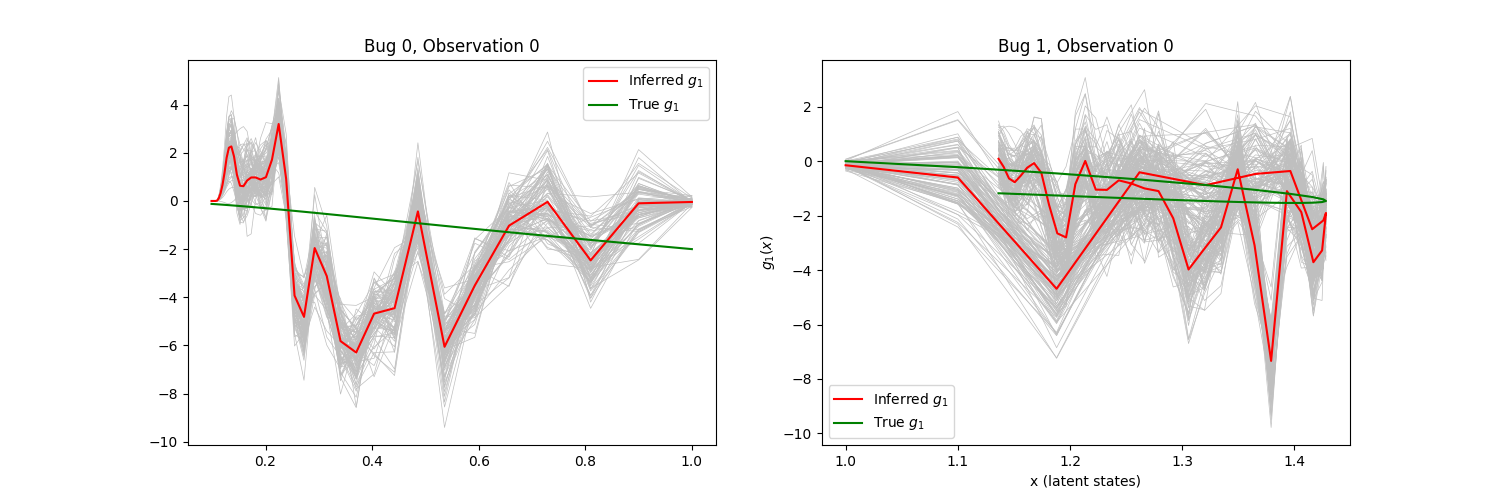 Bug 0, Observation 0
Inferred g₁
True g₁
4
2
0
−2
−4
−6
−8
−10
0.2 0.4 0.6 0.8 1.0
Bug 1, Observation 0
g₁(x)
2
0
−2
−4
−6
−8
−10
Inferred g₁
True g₁
1.0 1.1 1.2 1.3 1.4
x (latent states)